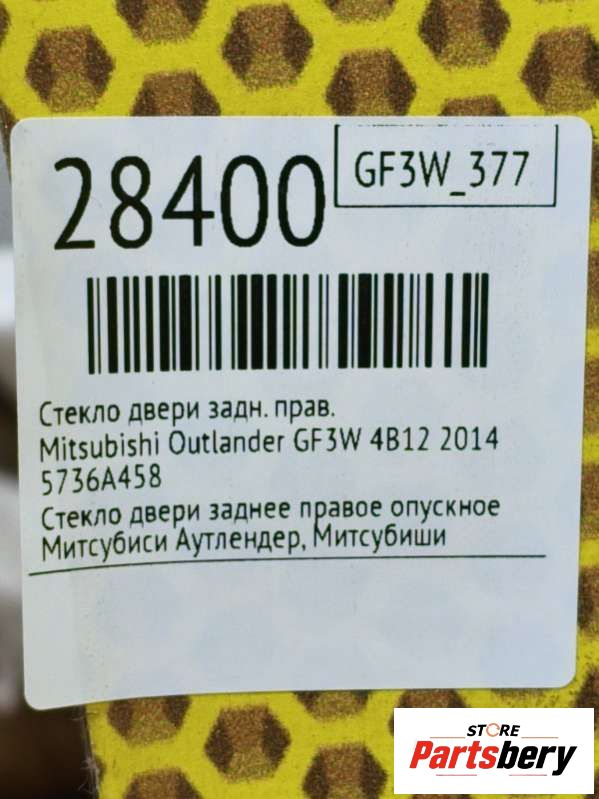 28400
GF3W_377
Стекло двери задн. прав.
Mitsubishi Outlander GF3W 4B12 2014
5736A458
Стекло двери заднее правое опускное
Митсубиси Аутлендер, Митсубиши
STORE
Partsbery